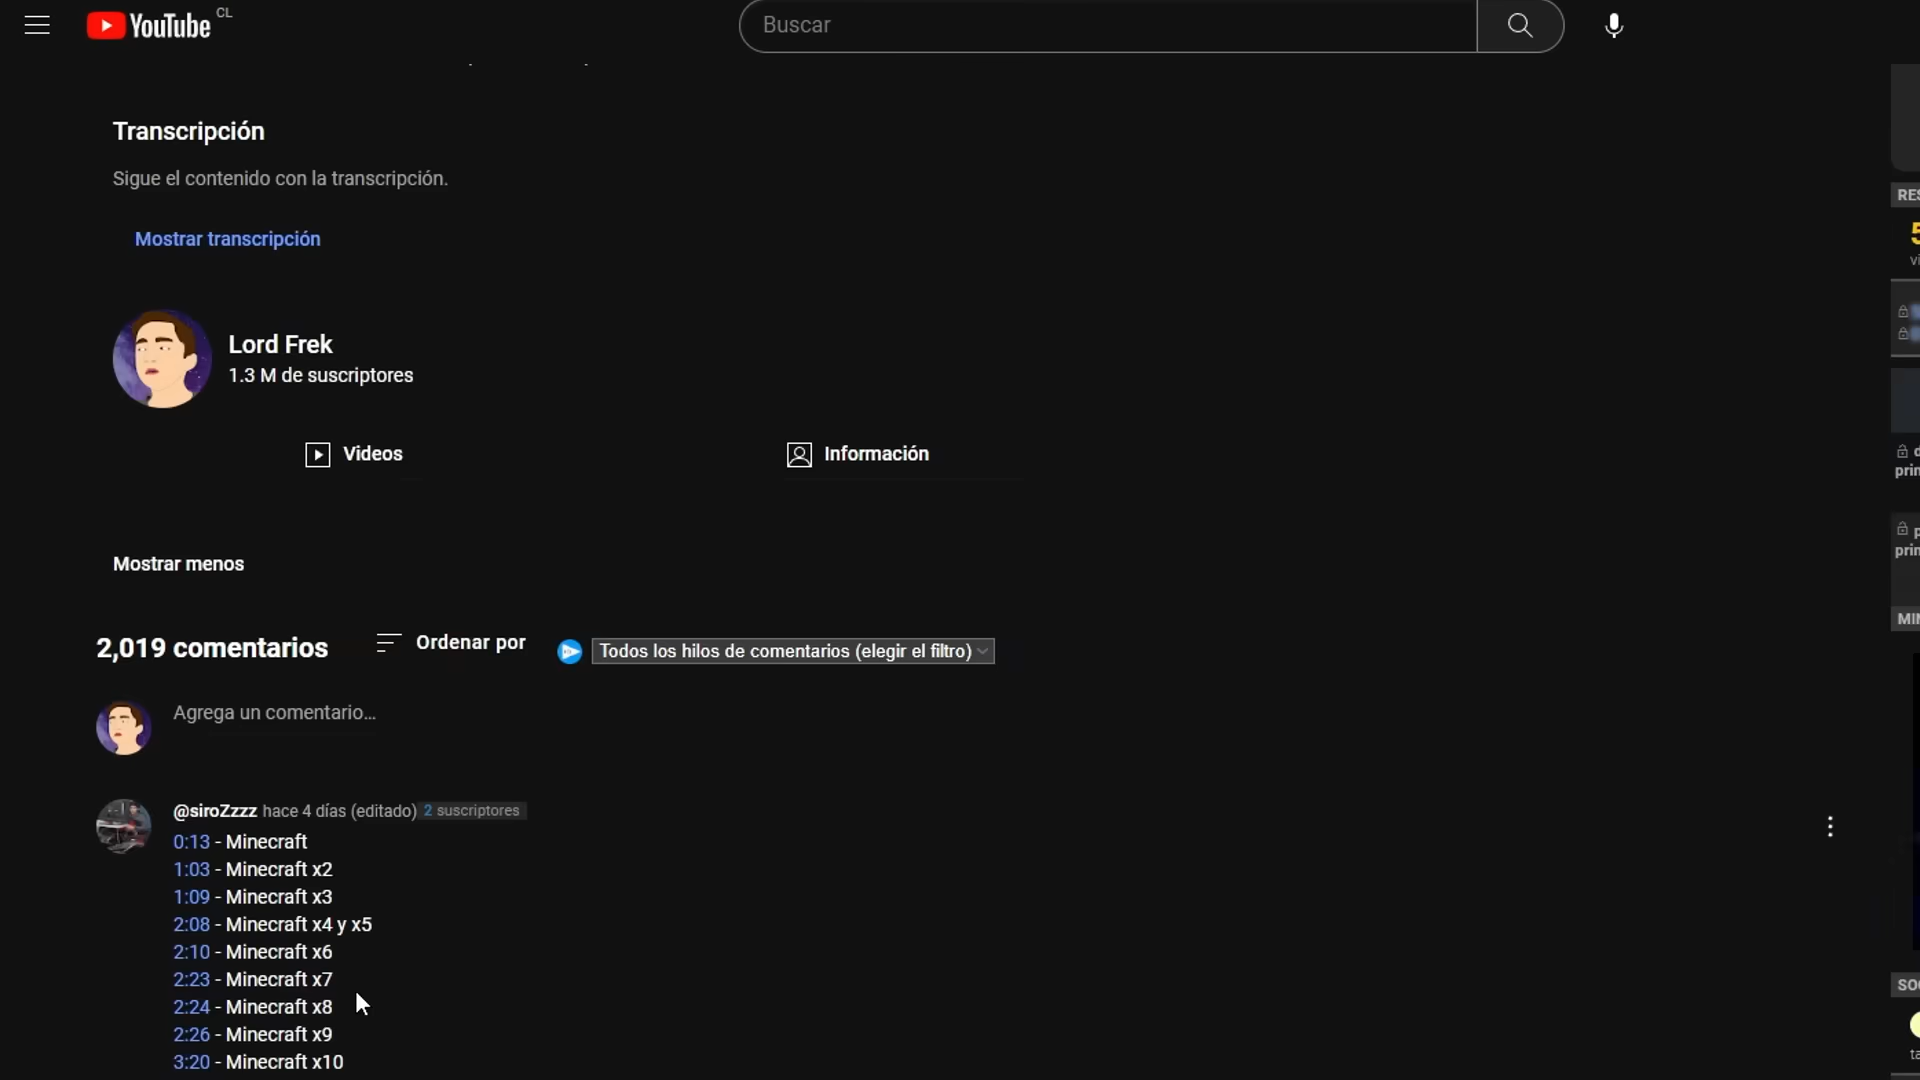 YouTube CL
Buscar
Transcripción
Sigue el contenido con la transcripción.
Mostrar transcripción
Lord Frek
1.3 M de suscriptores
Videos
Información
Mostrar menos
2,019 comentarios
Ordenar por
Todos los hilos de comentarios (elegir el filtro)
Agrega un comentario...
@siroZzzz hace 4 días (editado) 2 suscriptores
0:13 - Minecraft
1:03 - Minecraft x2
1:09 - Minecraft x3
2:08 - Minecraft x4 y x5
2:10 - Minecraft x6
2:23 - Minecraft x7
2:24 - Minecraft x8
2:26 - Minecraft x9
3:20 - Minecraft x10